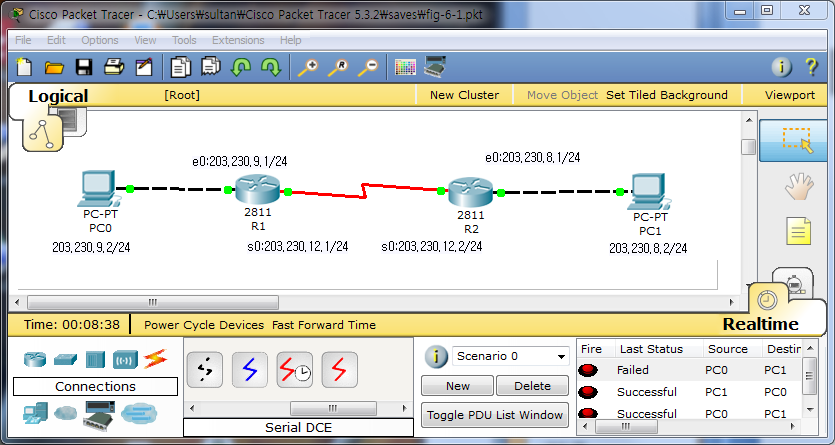 Cisco Packet Tracer - C:₩Users₩sultan₩Cisco Packet Tracer 5.3.2₩saves₩fig-6-1.pkt
File Edit Options View Tools Extensions Help
Logical [Root] New Cluster Move Object Set Tiled Background Viewport
e0:203,230,9,1/24
e0:203,230,8,1/24
PC-PT
PC0
203,230,9,2/24
2811
R1
s0:203,230,12,1/24
2811
R2
s0:203,230,12,2/24
PC-PT
PC1
203,230,8,2/24
Realtime
Time: 00:08:38 Power Cycle Devices Fast Forward Time
Connections
Serial DCE
Scenario 0
New Delete
Toggle PDU List Window
Fire Last Status Source Destin
Failed PC0 PC1
Successful PC1 PC0
Successful PC0 PC1